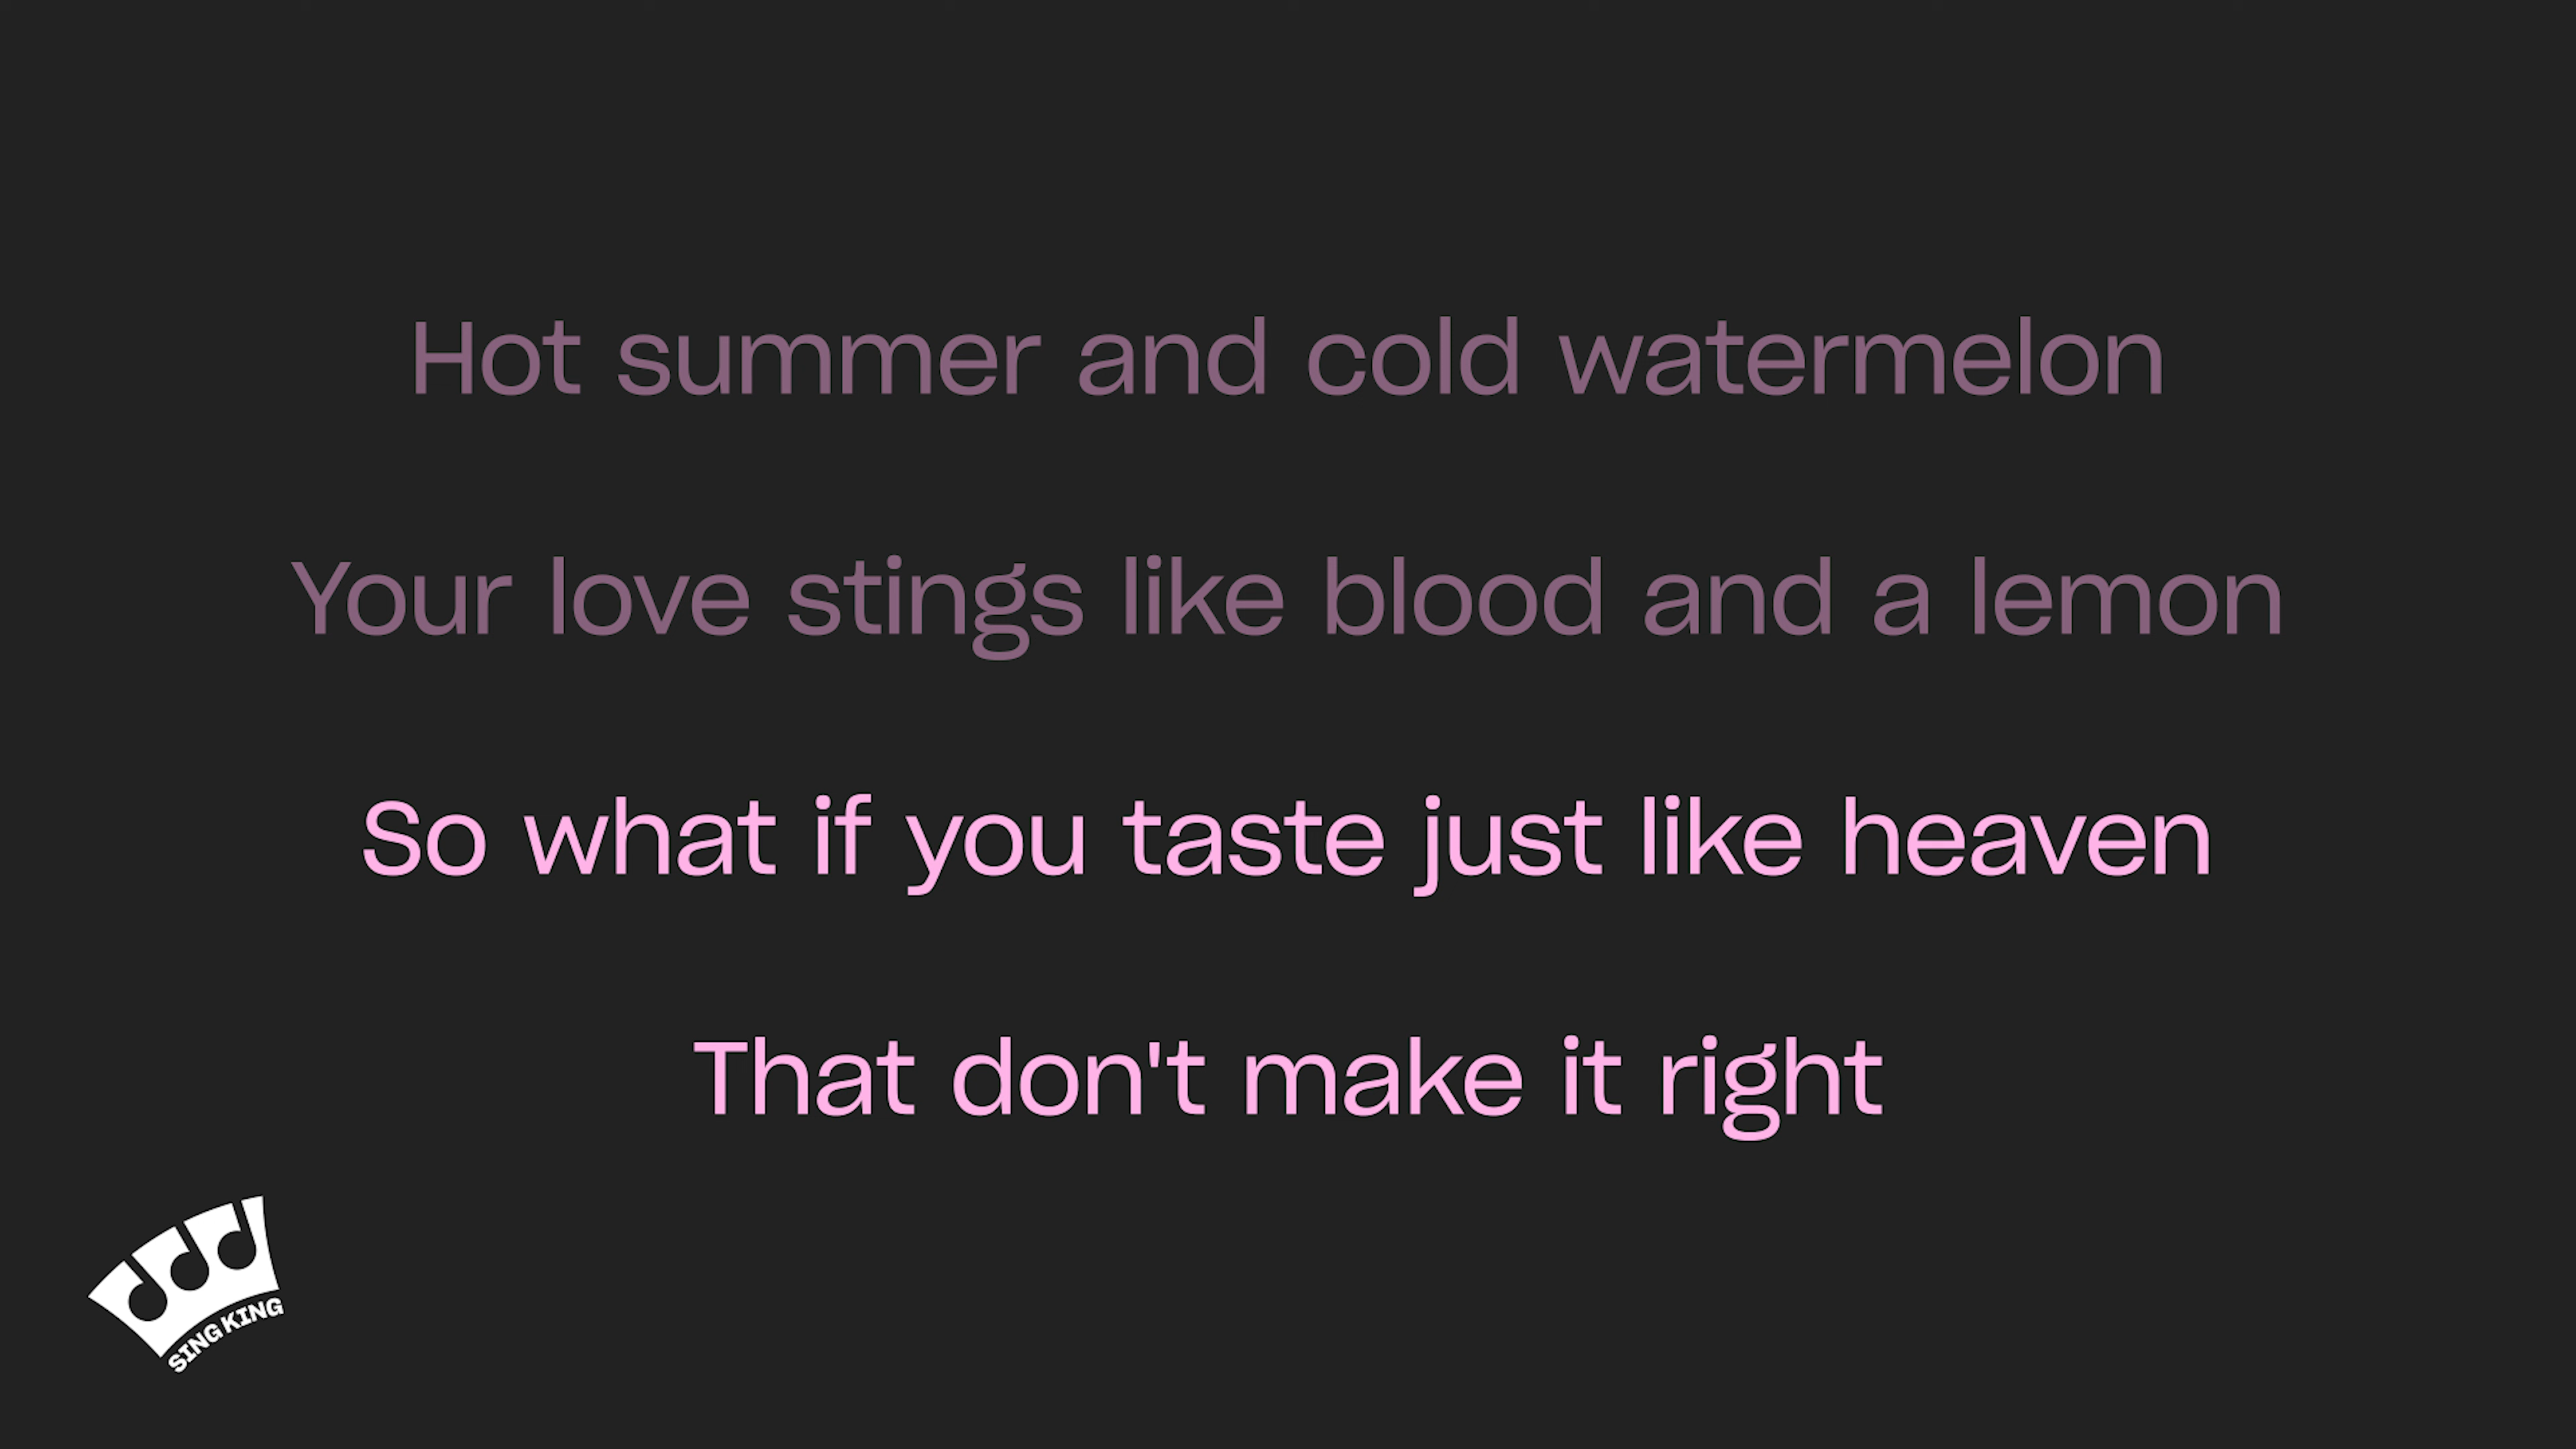 Hot summer and cold watermelon
Your love stings like blood and a lemon
So what if you taste just like heaven
That don't make it right
SING KING